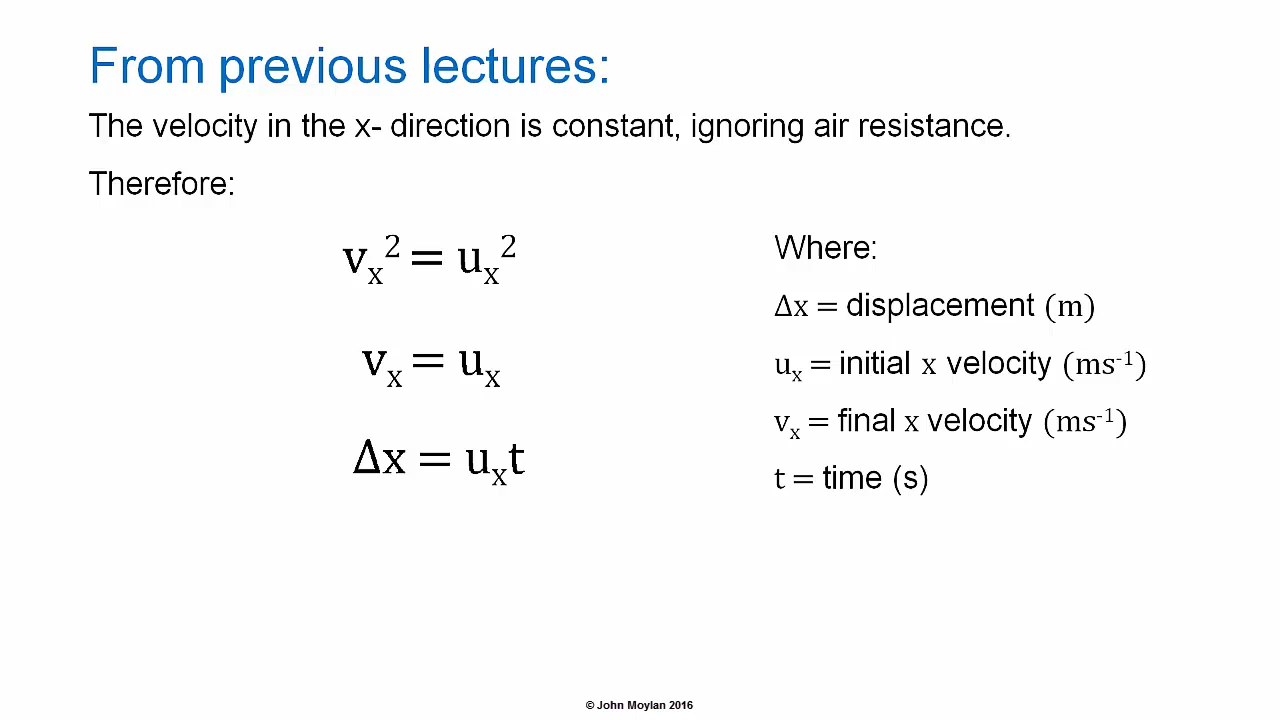 From previous lectures:
The velocity in the x- direction is constant, ignoring air resistance.
Therefore:
vₓ² = uₓ²
vₓ = uₓ
Δx = uₓt
Where:
Δx = displacement (m)
uₓ = initial x velocity (ms⁻¹)
vₓ = final x velocity (ms⁻¹)
t = time (s)
© John Moylan 2016